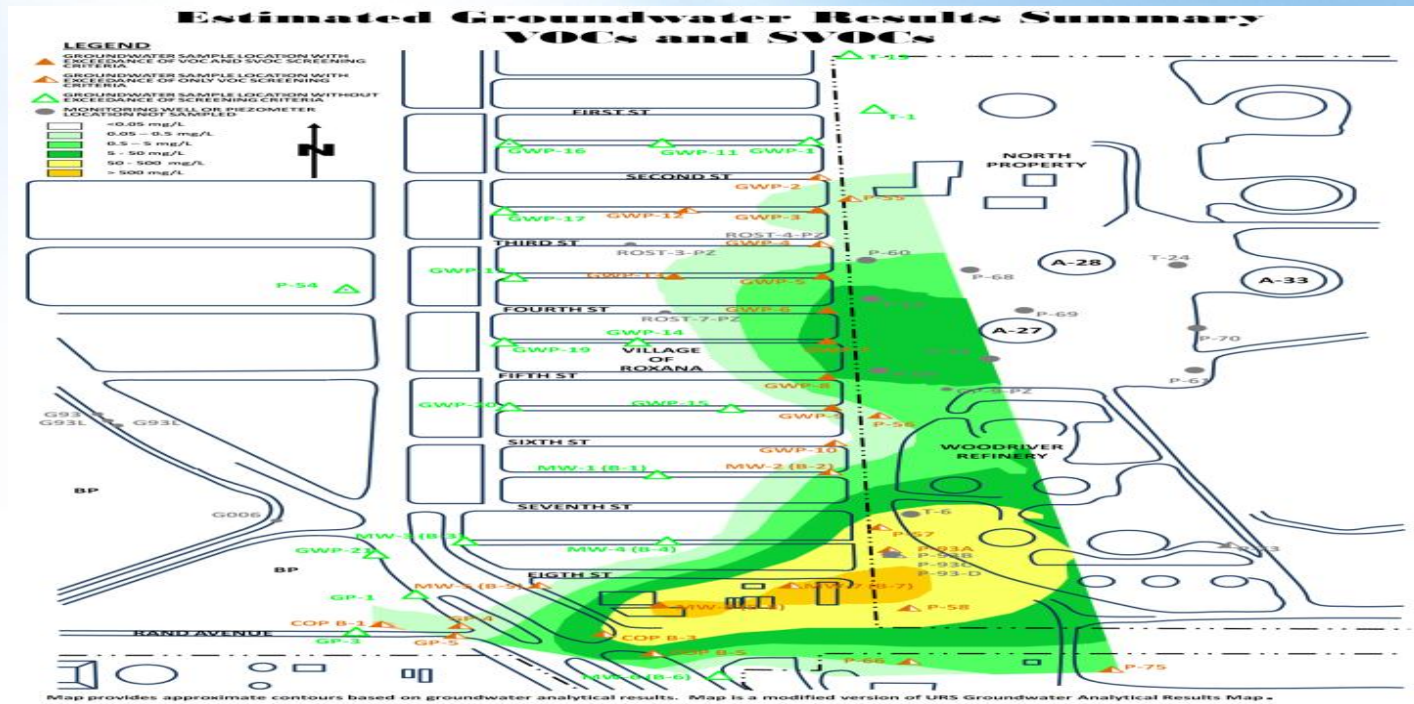 Estimated Groundwater Results Summary
VOCs and SVOCs
LEGEND
GROUNDWATER SAMPLE LOCATION WITH
EXCEEDANCE OF VOC AND SVOC SCREENING
CRITERIA
GROUNDWATER SAMPLE LOCATION WITH
EXCEEDANCE OF ONLY VOC SCREENING
CRITERIA
GROUNDWATER SAMPLE LOCATION WITHOUT
EXCEEDANCE OF SCREENING CRITERIA
MONITORING WELL OR PIEZOMETER
LOCATION NOT SAMPLED
<0.05 mg/L
0.05 – 0.5 mg/L
0.5 – 5 mg/L
5 - 50 mg/L
50 - 500 mg/L
> 500 mg/L
N
T-1
FIRST ST
GWP-16
GWP-11
GWP-1
NORTH
PROPERTY
SECOND ST
GWP-2
GWP-17
GWP-12
GWP-3
ROST-4-PZ
THIRD ST
GWP-4
ROST-3-PZ
P-60
P-68
A-28
T-24
A-33
P-54
GWP-5
FOURTH ST
GWP-6
ROST-7-PZ
P-69
A-27
P-70
GWP-14
GWP-19
VILLAGE
OF
ROXANA
FIFTH ST
GWP-8
GWP-20
GWP-15
P-56
G93
G93L
G93L
SIXTH ST
GWP-10
WOODRIVER
REFINERY
MW-1 (B-1)
MW-2 (B-2)
BP
SEVENTH ST
G006
T-6
P-57
MW-3 (B-3)
MW-4 (B-4)
GWP-21
P-93A
P-93B
P-93C
P-93-D
BP
EIGTH ST
GP-1
P-58
COP B-1
GP-4
RAND AVENUE
GP-3
GP-5
COP B-3
COP B-5
P-66
P-75
MW-6 (B-6)
Map provides approximate contours based on groundwater analytical results.  Map is a modified version of URS Groundwater Analytical Results Map.